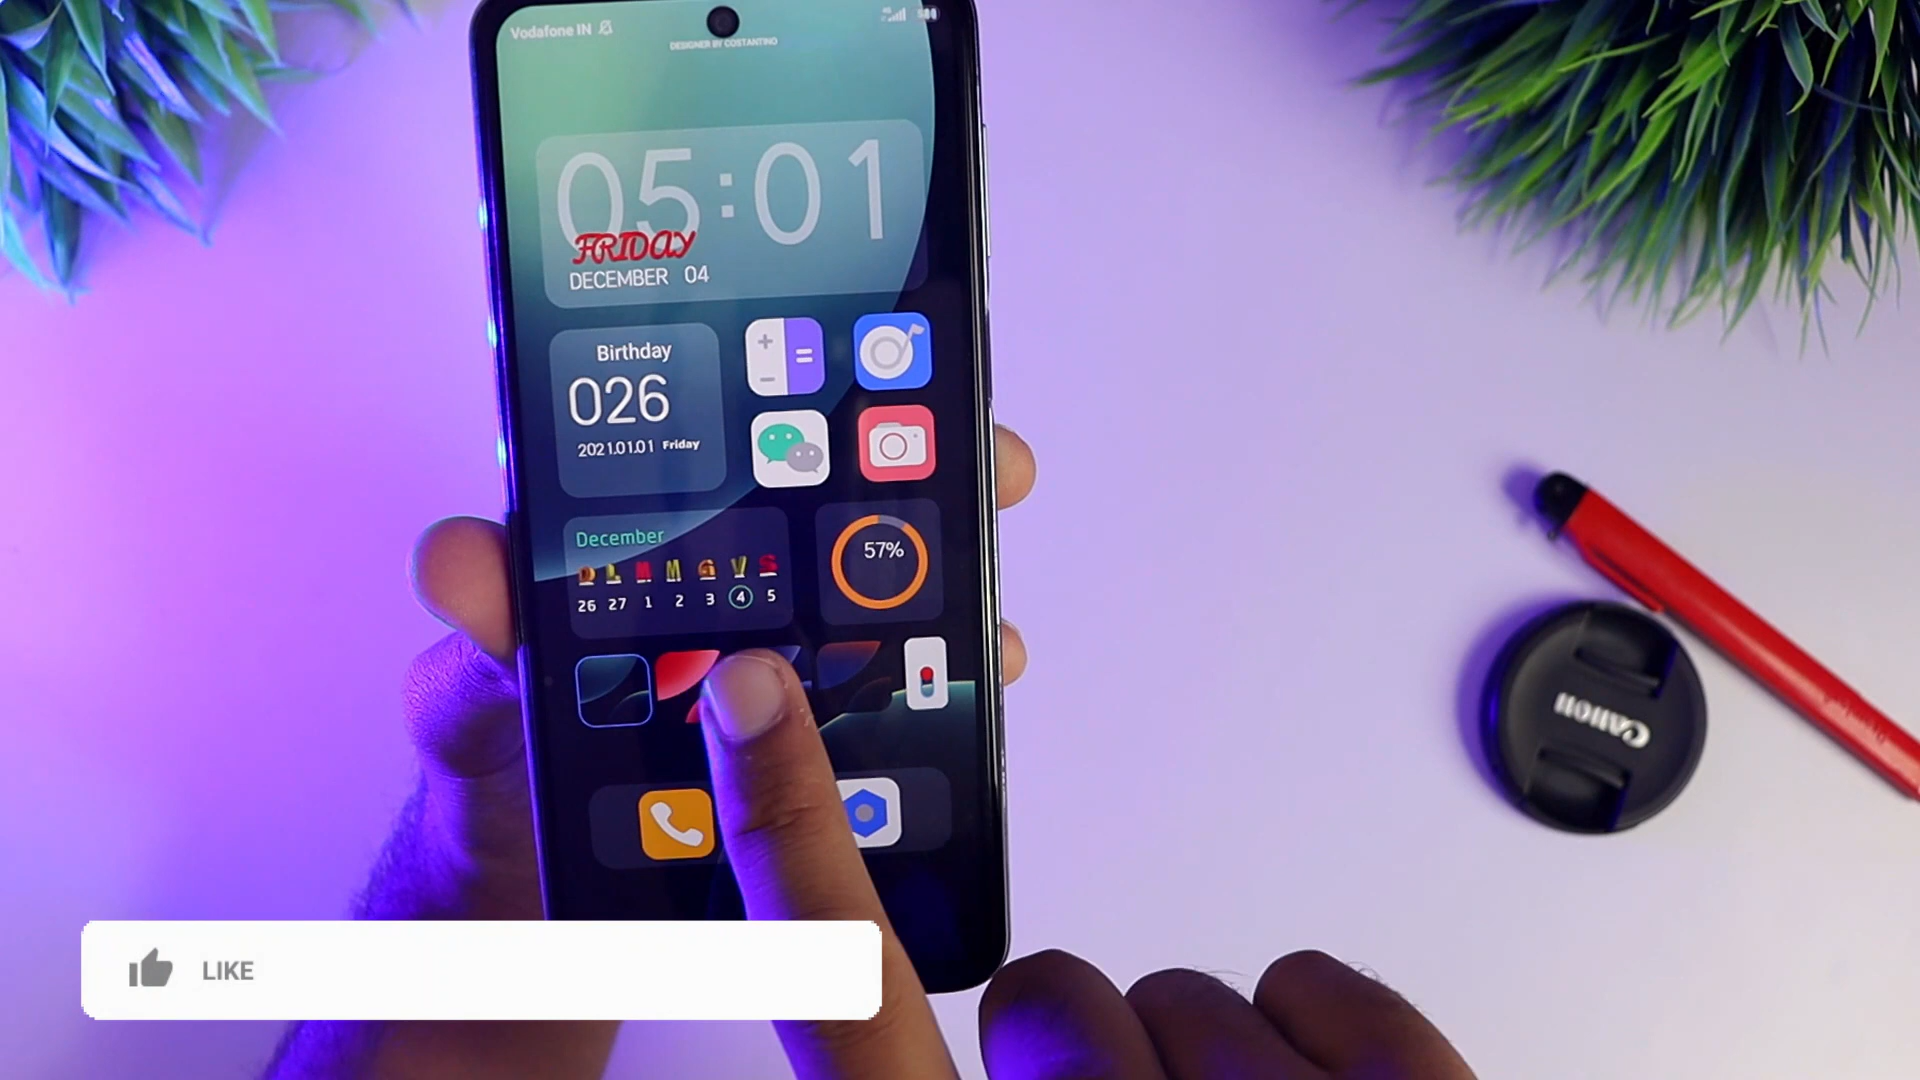 Vodafone IN
DESIGNER BY COSTANTINO
05:01
FRIDAY
DECEMBER 04
Birthday
026
2021.01.01 Friday
+ =
−
December
D L M M G V S
26 27 1 2 3 4 5
57%
Canon
LIKE